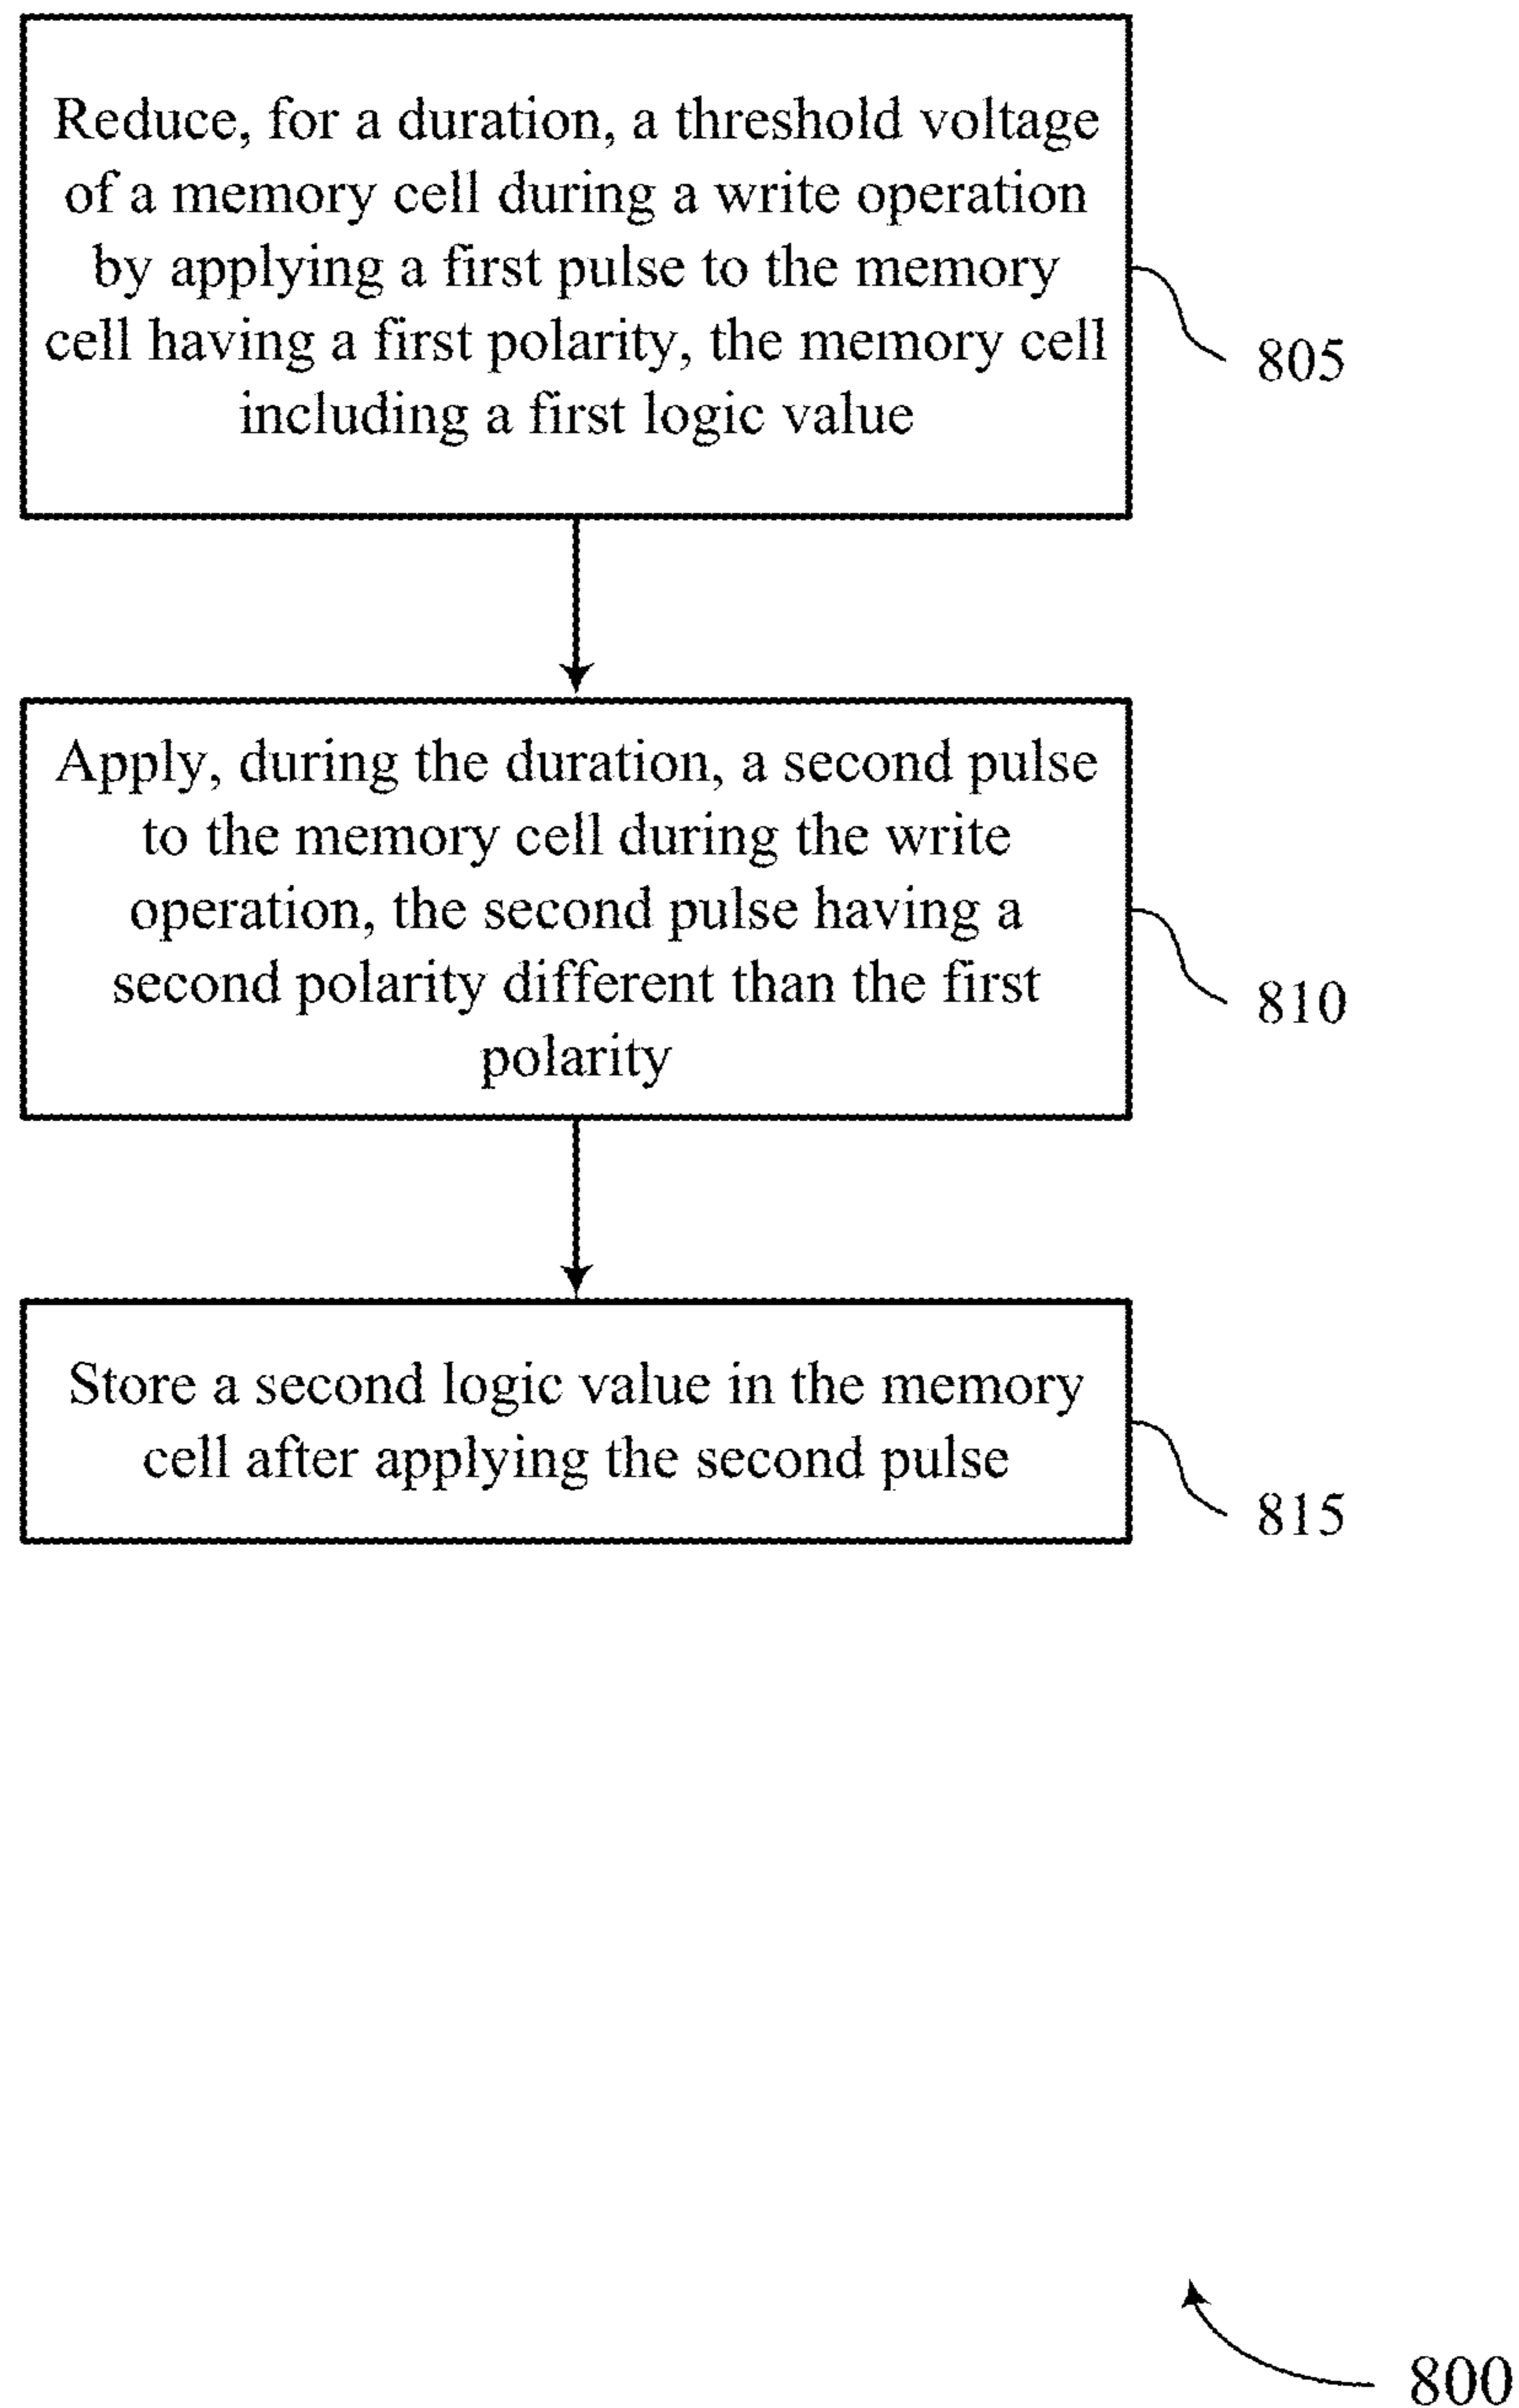 Reduce, for a duration, a threshold voltage
of a memory cell during a write operation
by applying a first pulse to the memory
cell having a first polarity, the memory cell
including a first logic value
805
Apply, during the duration, a second pulse
to the memory cell during the write
operation, the second pulse having a
second polarity different than the first
polarity
810
Store a second logic value in the memory
cell after applying the second pulse
815
800